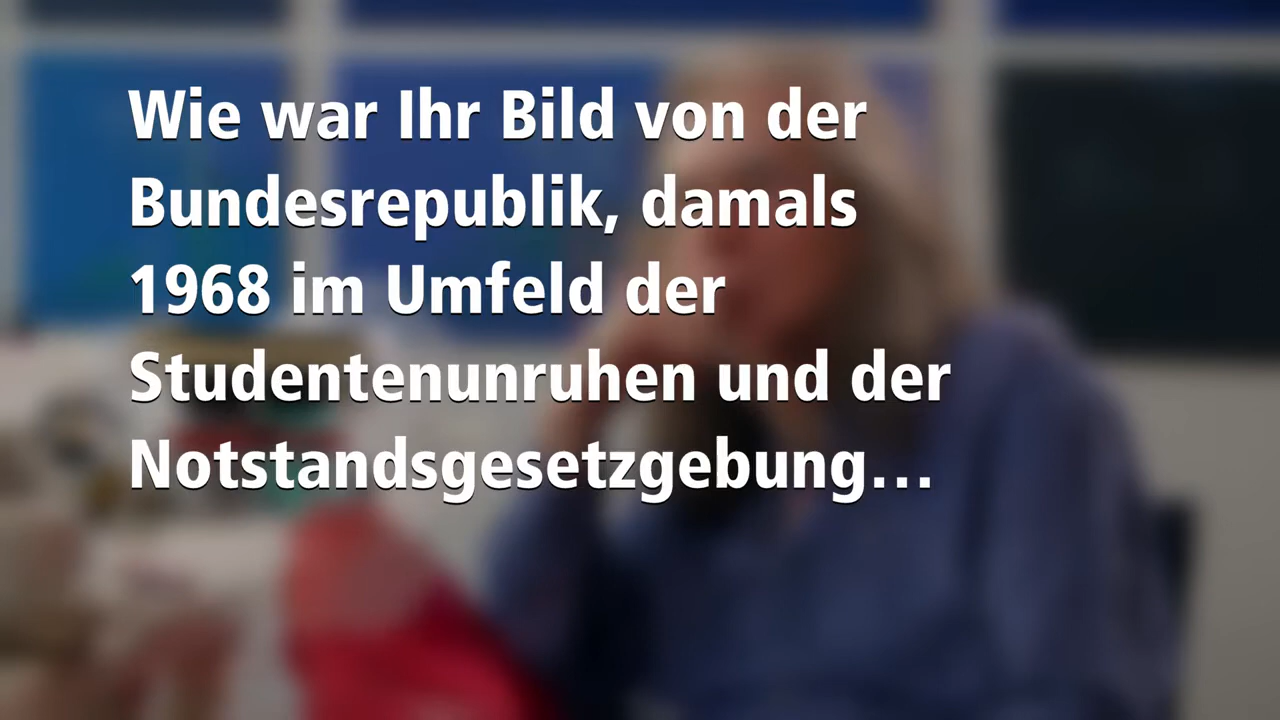 Wie war Ihr Bild von der
Bundesrepublik, damals
1968 im Umfeld der
Studentenunruhen und der
Notstandsgesetzgebung…